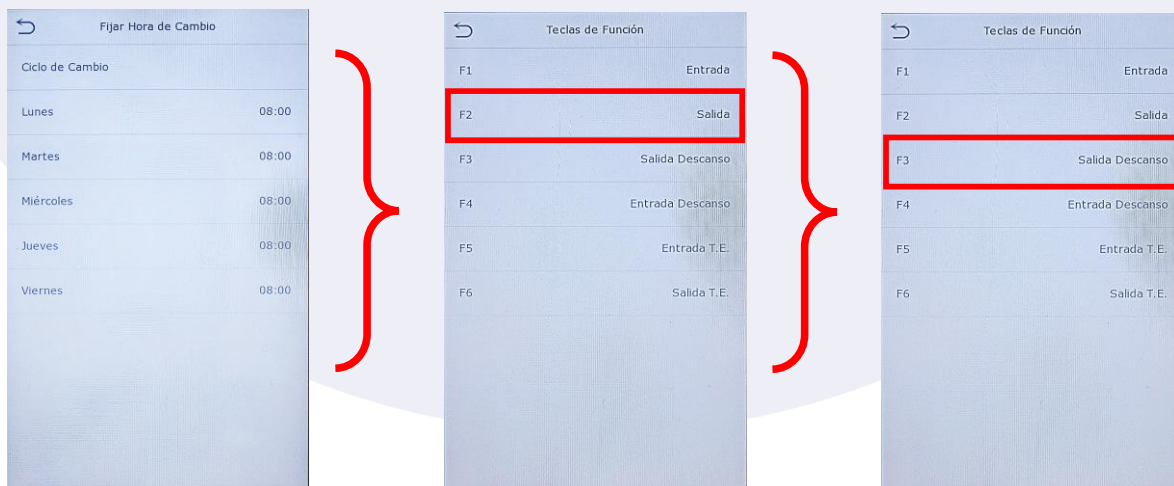 Fijar Hora de Cambio
Ciclo de Cambio
Lunes 08:00
Martes 08:00
Miércoles 08:00
Jueves 08:00
Viernes 08:00
Teclas de Función
F1 Entrada
F2 Salida
F3 Salida Descanso
F4 Entrada Descanso
F5 Entrada T.E.
F6 Salida T.E.
Teclas de Función
F1 Entrada
F2 Salida
F3 Salida Descanso
F4 Entrada Descanso
F5 Entrada T.E.
F6 Salida T.E.